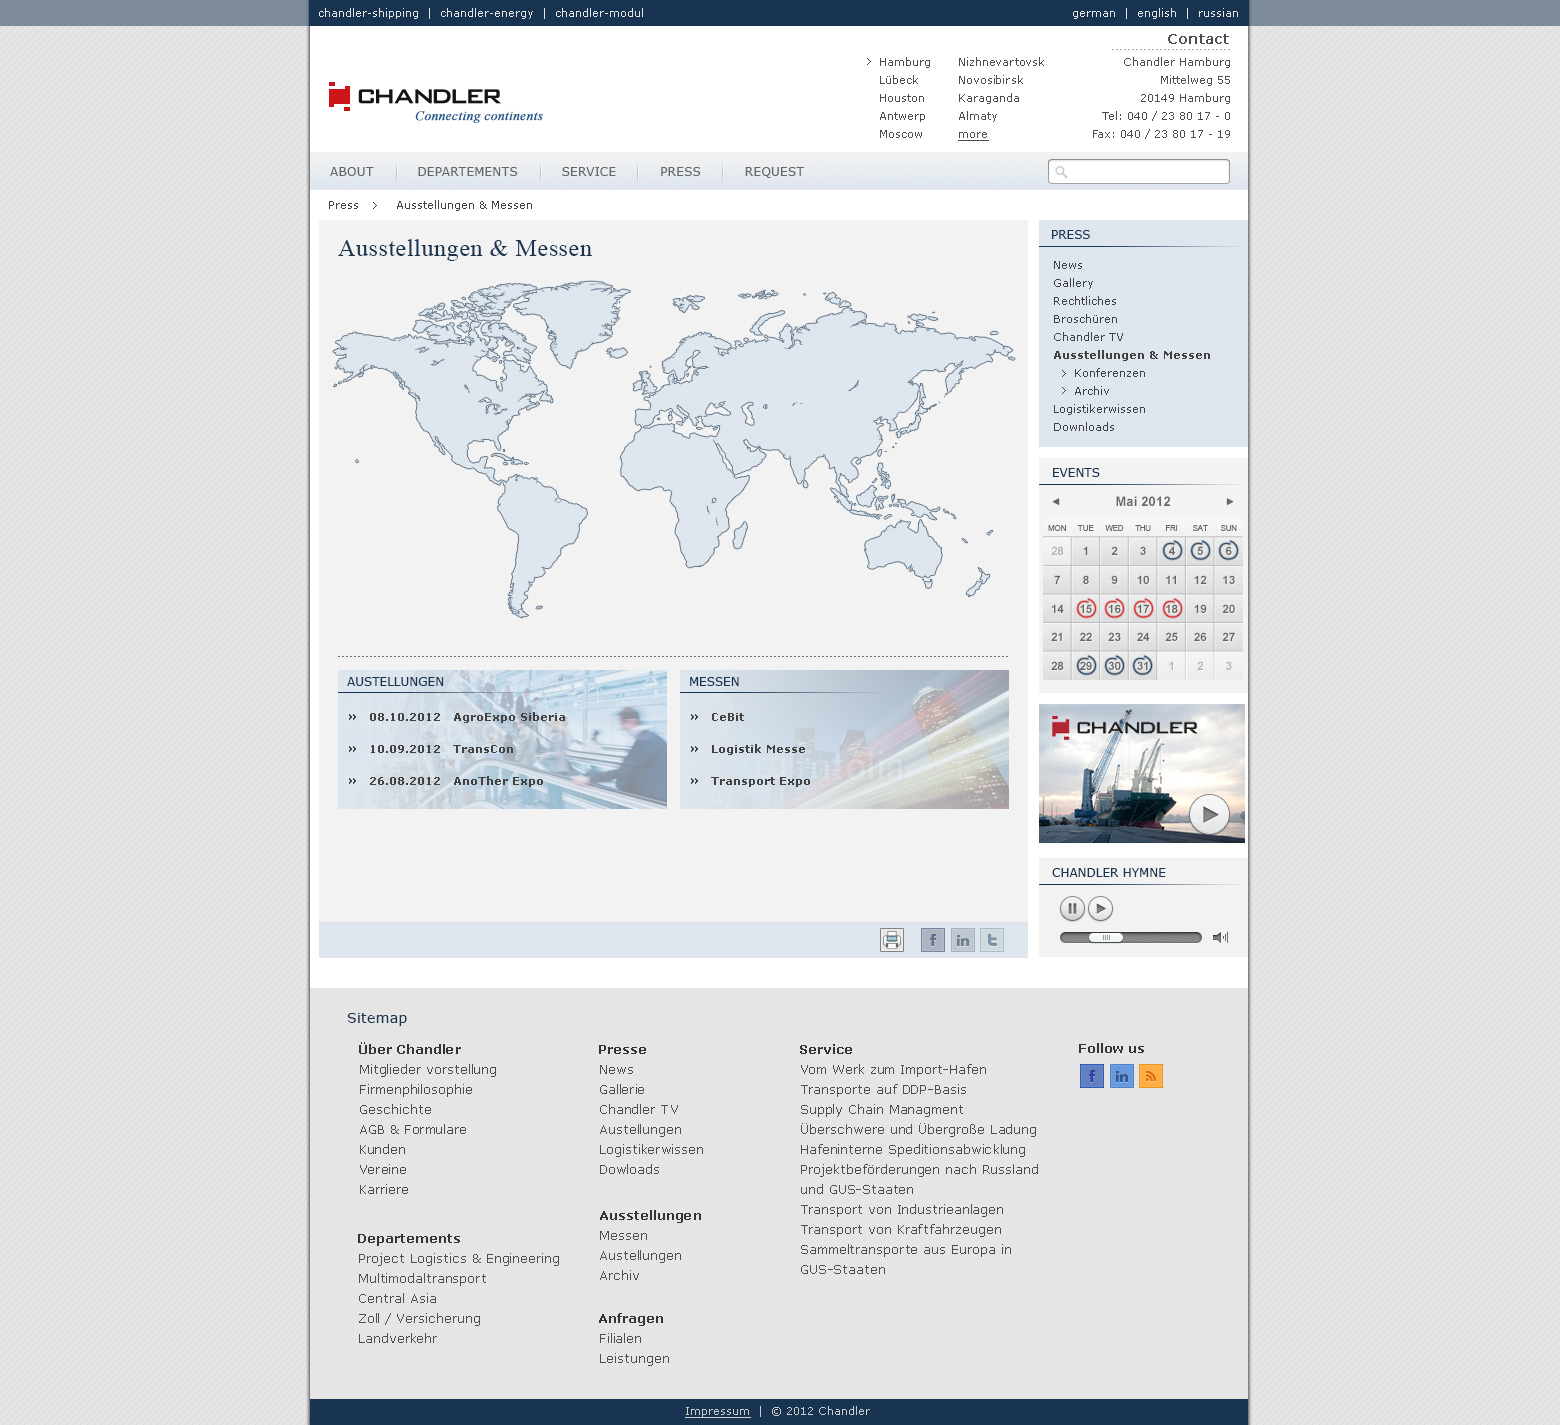 chandler-shipping | chandler-energy | chandler-modul
german | english | russian
CHANDLER
Connecting continents
Hamburg
Lübeck
Houston
Antwerp
Moscow
Nizhnevartovsk
Novosibirsk
Karaganda
Almaty
more
Contact
Chandler Hamburg
Mittelweg 55
20149 Hamburg
Tel: 040 / 23 80 17 - 0
Fax: 040 / 23 80 17 - 19
ABOUT DEPARTEMENTS SERVICE PRESS REQUEST
Press > Ausstellungen & Messen
Ausstellungen & Messen
AUSTELLUNGEN
» 08.10.2012 AgroExpo Siberia
» 10.09.2012 TransCon
» 26.08.2012 AnoTher Expo
MESSEN
» CeBit
» Logistik Messe
» Transport Expo
PRESS
News
Gallery
Rechtliches
Broschüren
Chandler TV
Ausstellungen & Messen
> Konferenzen
> Archiv
Logistikerwissen
Downloads
EVENTS
Mai 2012
MON TUE WED THU FRI SAT SUN
28 1 2 3 4 5 6
7 8 9 10 11 12 13
14 15 16 17 18 19 20
21 22 23 24 25 26 27
28 29 30 31 1 2 3
CHANDLER
CHANDLER HYMNE
Sitemap
Über Chandler
Mitglieder vorstellung
Firmenphilosophie
Geschichte
AGB & Formulare
Kunden
Vereine
Karriere
Departements
Project Logistics & Engineering
Multimodaltransport
Central Asia
Zoll / Versicherung
Landverkehr
Presse
News
Gallerie
Chandler TV
Austellungen
Logistikerwissen
Dowloads
Ausstellungen
Messen
Austellungen
Archiv
Anfragen
Filialen
Leistungen
Service
Vom Werk zum Import-Hafen
Transporte auf DDP-Basis
Supply Chain Managment
Überschwere und Übergroße Ladung
Hafeninterne Speditionsabwicklung
Projektbeförderungen nach Russland
und GUS-Staaten
Transport von Industrieanlagen
Transport von Kraftfahrzeugen
Sammeltransporte aus Europa in
GUS-Staaten
Follow us
Impressum | © 2012 Chandler